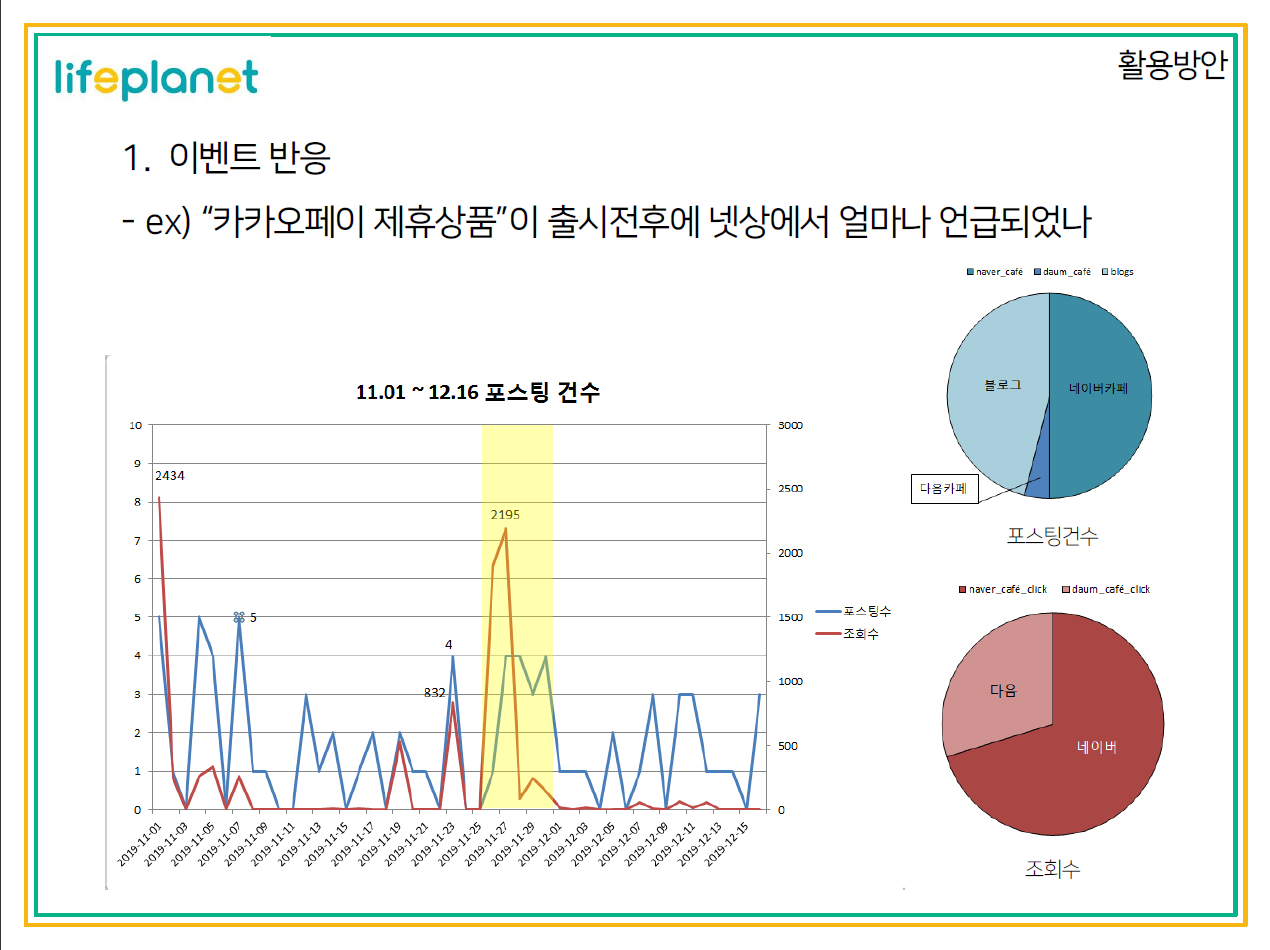 lifeplanet
활용방안
1. 이벤트 반응
- ex) “카카오페이 제휴상품”이 출시전후에 넷상에서 얼마나 언급되었나
naver_café daum_café blogs
블로그
네이버카페
다음카페
포스팅건수
11.01 ~ 12.16 포스팅 건수
10
9
8
7
6
5
4
3
2
1
0
2434
5
832
4
2195
3000
2500
2000
1500
1000
500
0
포스팅수
조회수
2019-11-01
2019-11-03
2019-11-05
2019-11-07
2019-11-09
2019-11-11
2019-11-13
2019-11-15
2019-11-17
2019-11-19
2019-11-21
2019-11-23
2019-11-25
2019-11-27
2019-11-29
2019-12-01
2019-12-03
2019-12-05
2019-12-07
2019-12-09
2019-12-11
2019-12-13
2019-12-15
naver_café_click daum_café_click
다음
네이버
조회수